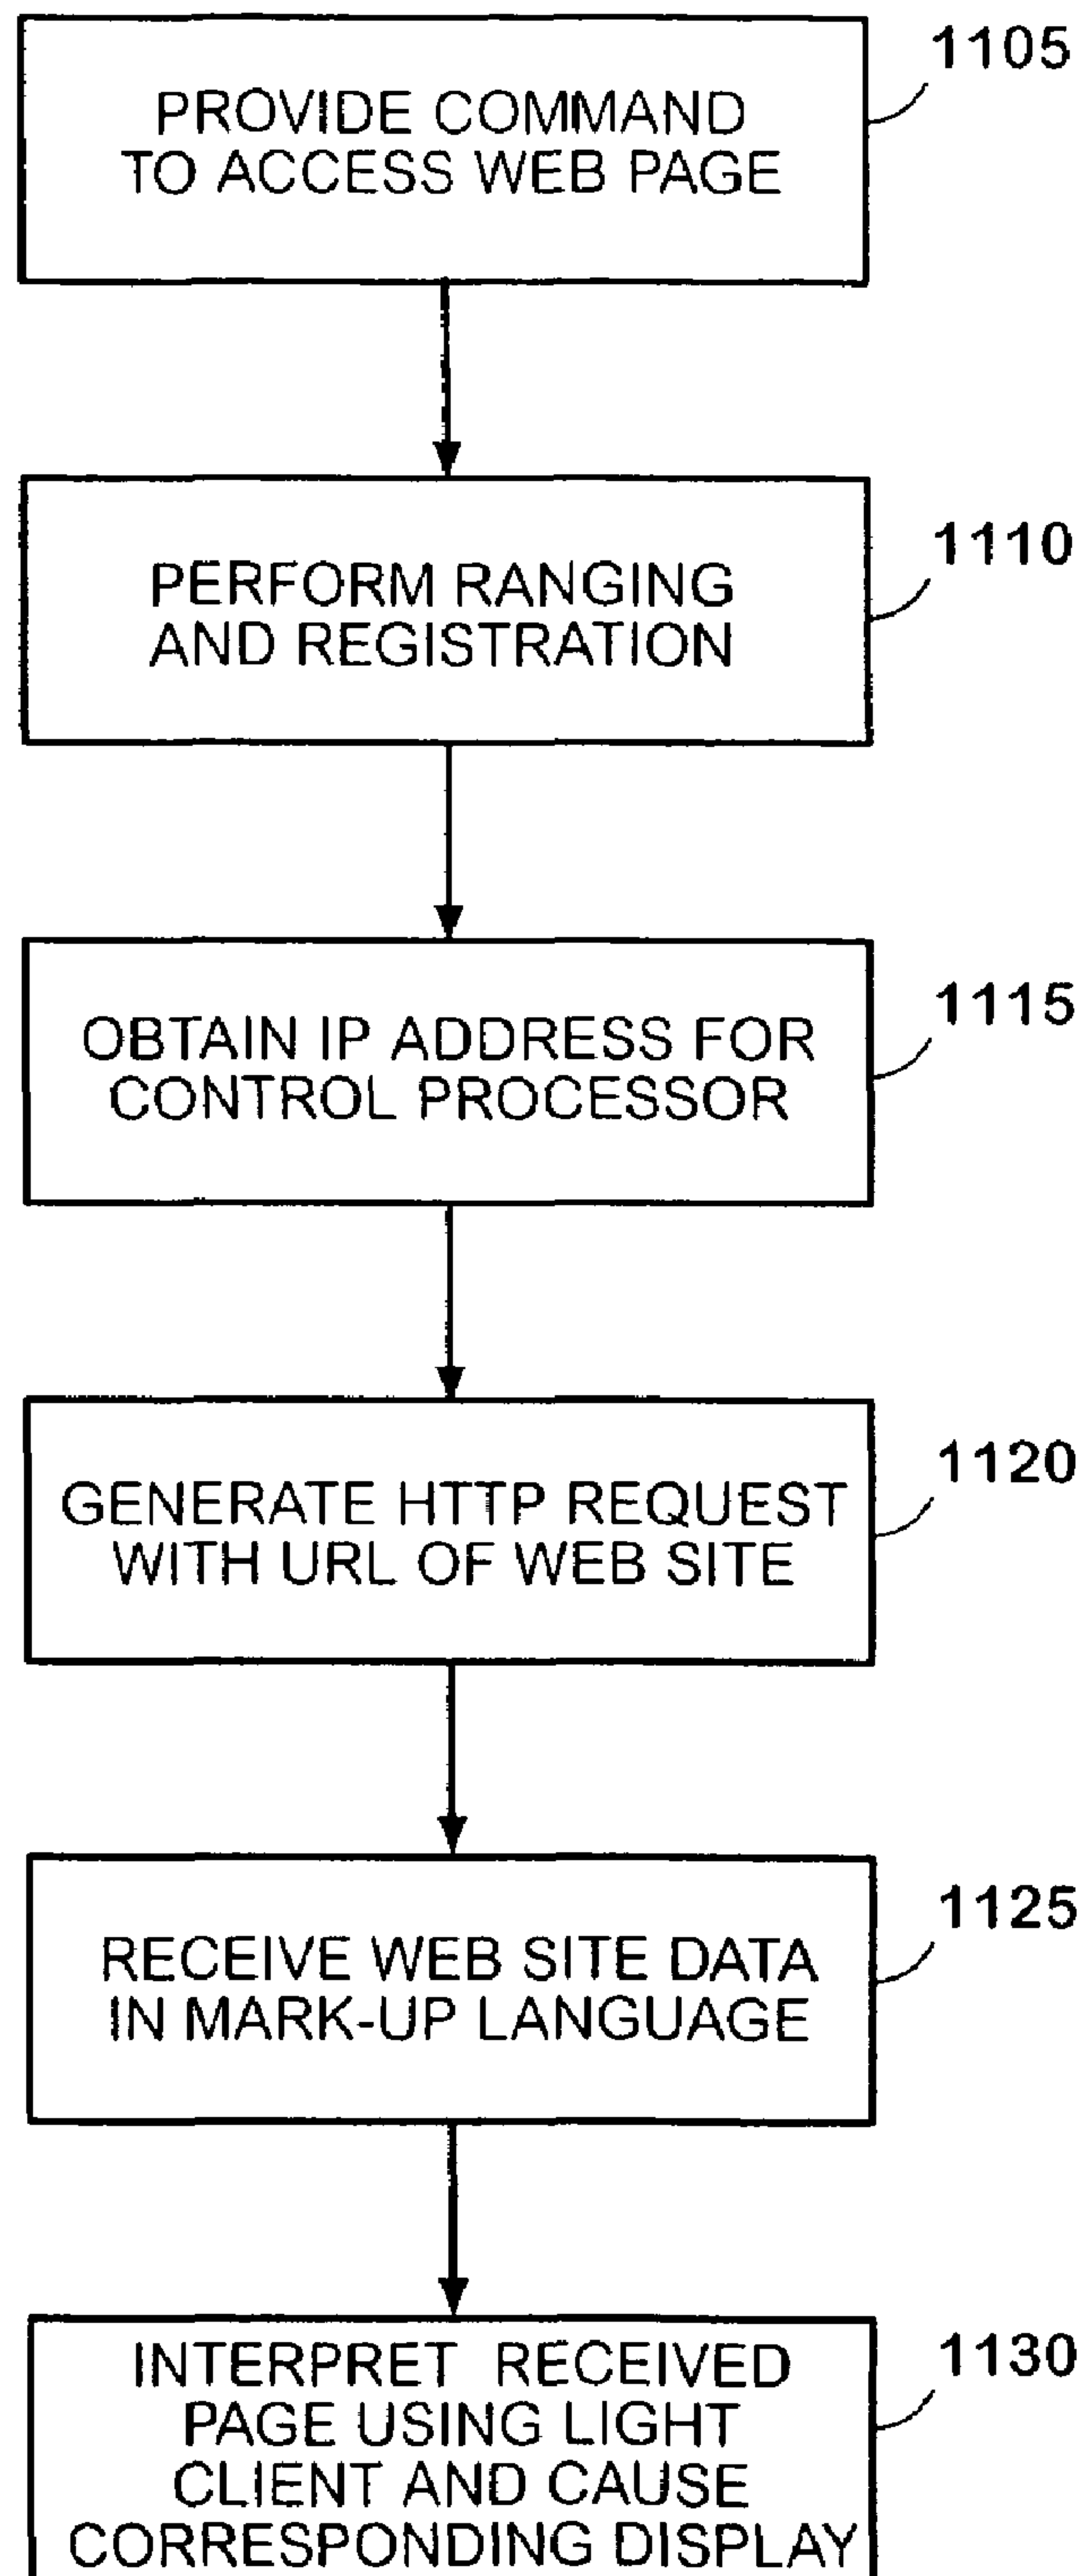 1105
PROVIDE COMMAND
TO ACCESS WEB PAGE
1110
PERFORM RANGING
AND REGISTRATION
1115
OBTAIN IP ADDRESS FOR
CONTROL PROCESSOR
1120
GENERATE HTTP REQUEST
WITH URL OF WEB SITE
1125
RECEIVE WEB SITE DATA
IN MARK-UP LANGUAGE
1130
INTERPRET RECEIVED
PAGE USING LIGHT
CLIENT AND CAUSE
CORRESPONDING DISPLAY